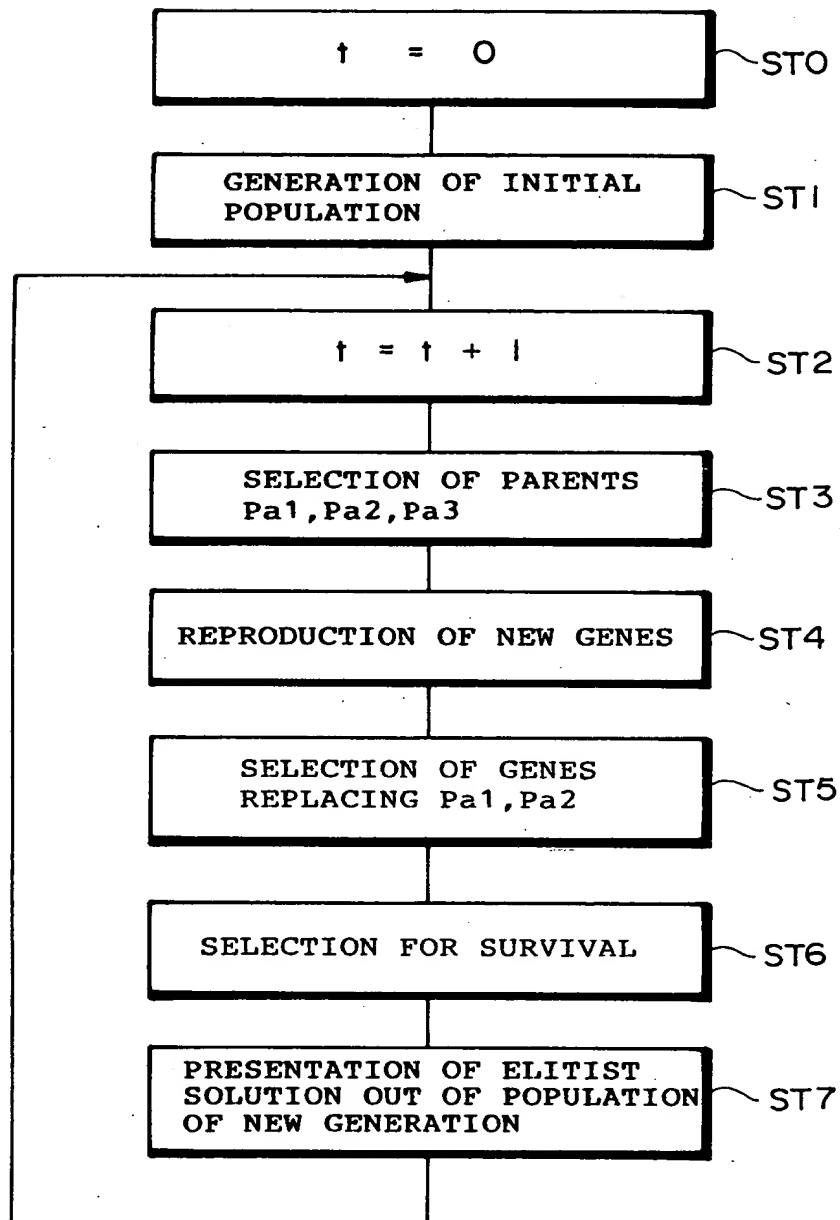 t = 0
ST0
GENERATION OF INITIAL
POPULATION
ST1
t = t + 1
ST2
SELECTION OF PARENTS
Pa1,Pa2,Pa3
ST3
REPRODUCTION OF NEW GENES
ST4
SELECTION OF GENES
REPLACING Pa1,Pa2
ST5
SELECTION FOR SURVIVAL
ST6
PRESENTATION OF ELITIST
SOLUTION OUT OF POPULATION
OF NEW GENERATION
ST7